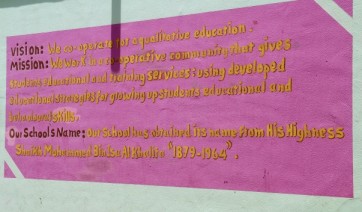 Vision: We co-operate for a qualitative education.
Mission: We work in a co-operative community that gives
students educational and training services: using developed
educational for growing up students educational and
behavioural skills.
Our School's Name: Our School has obtained its name from His Highness
Shaikh Mohammed Bin Isa Al Khalifa "1879-1964".